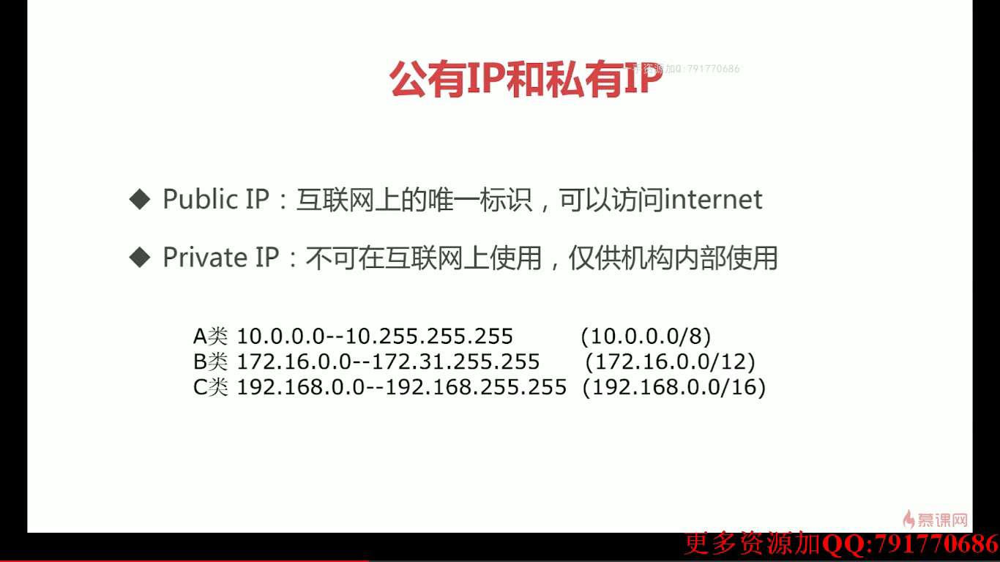 公有IP和私有IP
一手资源加Q:791770686
◆ Public IP：互联网上的唯一标识，可以访问internet
◆ Private IP：不可在互联网上使用，仅供机构内部使用
A类 10.0.0.0--10.255.255.255 (10.0.0.0/8)
B类 172.16.0.0--172.31.255.255 (172.16.0.0/12)
C类 192.168.0.0--192.168.255.255 (192.168.0.0/16)
慕课网
更多资源加QQ:791770686